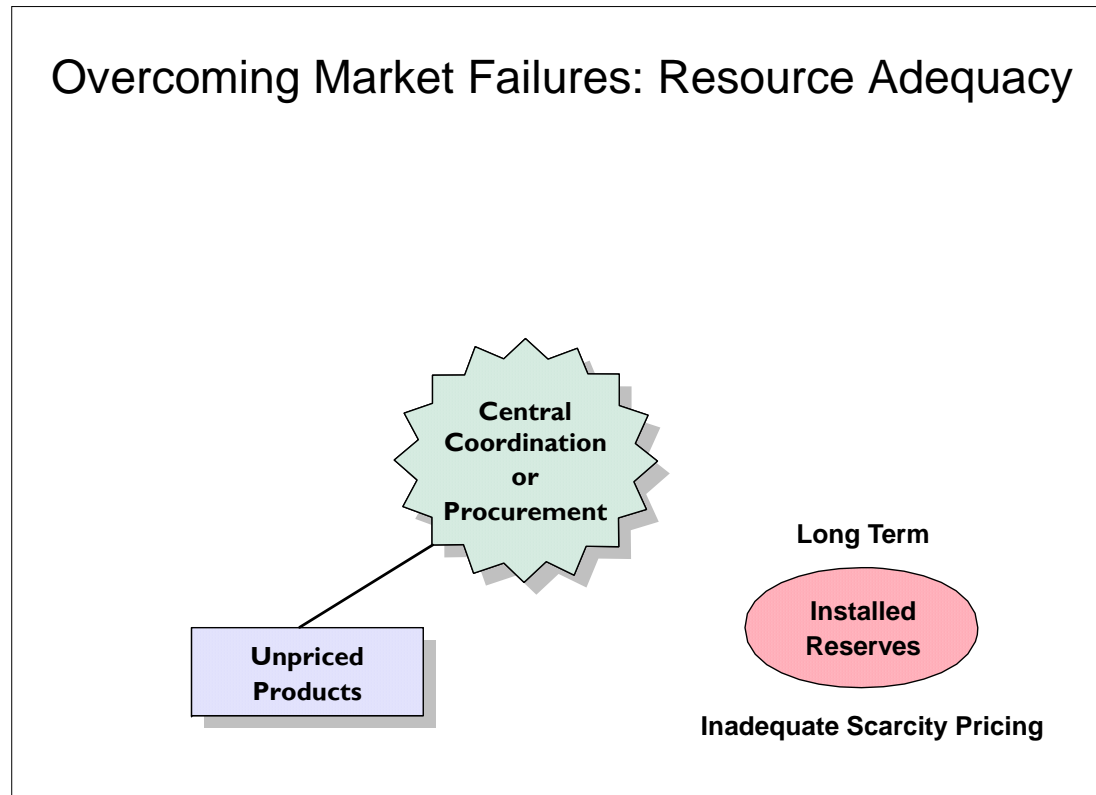 Overcoming Market Failures: Resource Adequacy
Central
Coordination
or
Procurement
Unpriced
Products
Long Term
Installed
Reserves
Inadequate Scarcity Pricing